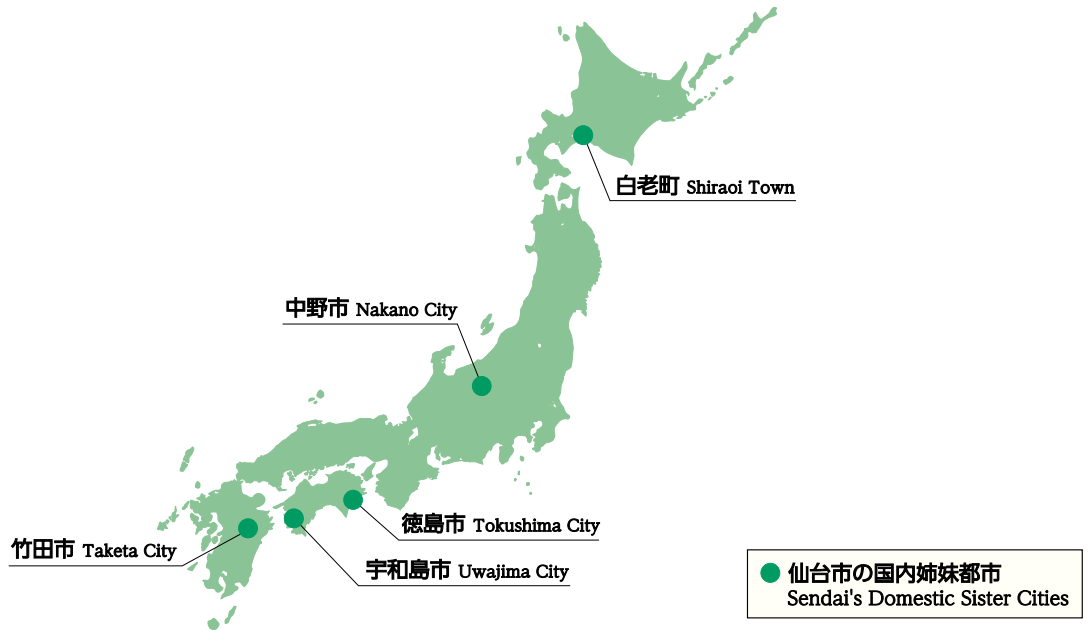 白老町 Shiraoi Town
中野市 Nakano City
徳島市 Tokushima City
竹田市 Taketa City
宇和島市 Uwajima City
仙台市の国内姉妹都市
Sendai's Domestic Sister Cities